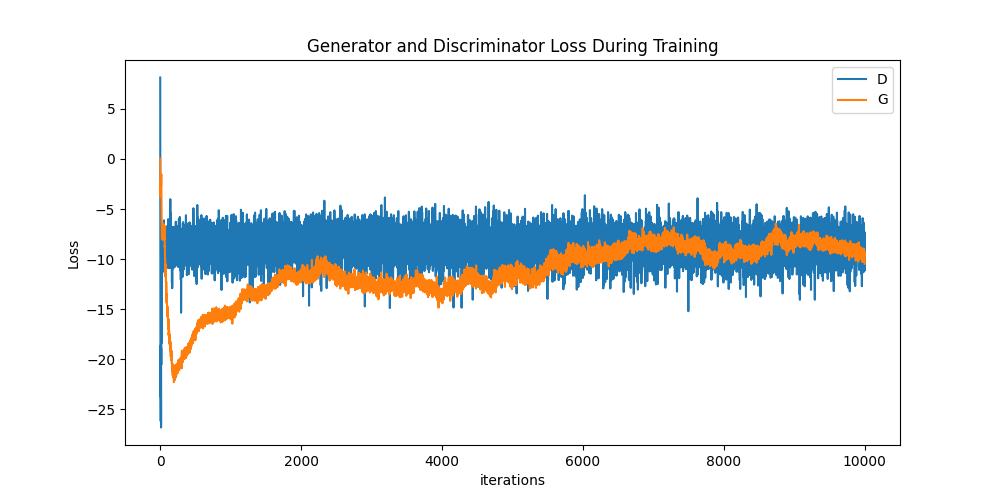 Generator and Discriminator Loss During Training
D
G
5
0
−5
−10
−15
−20
−25
Loss
0 2000 4000 6000 8000 10000
iterations